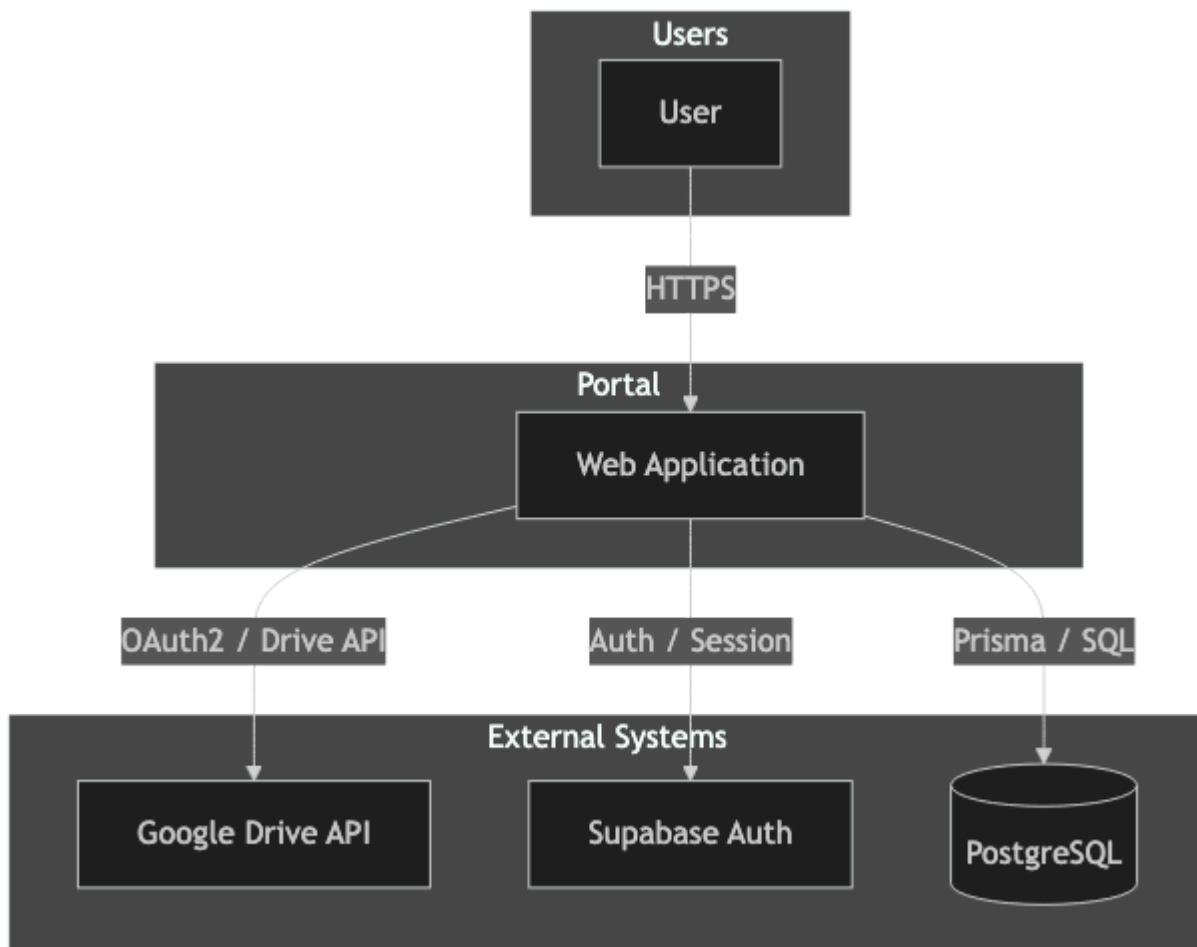 Users
User
HTTPS
Portal
Web Application
OAuth2 / Drive API
Auth / Session
Prisma / SQL
External Systems
Google Drive API
Supabase Auth
PostgreSQL